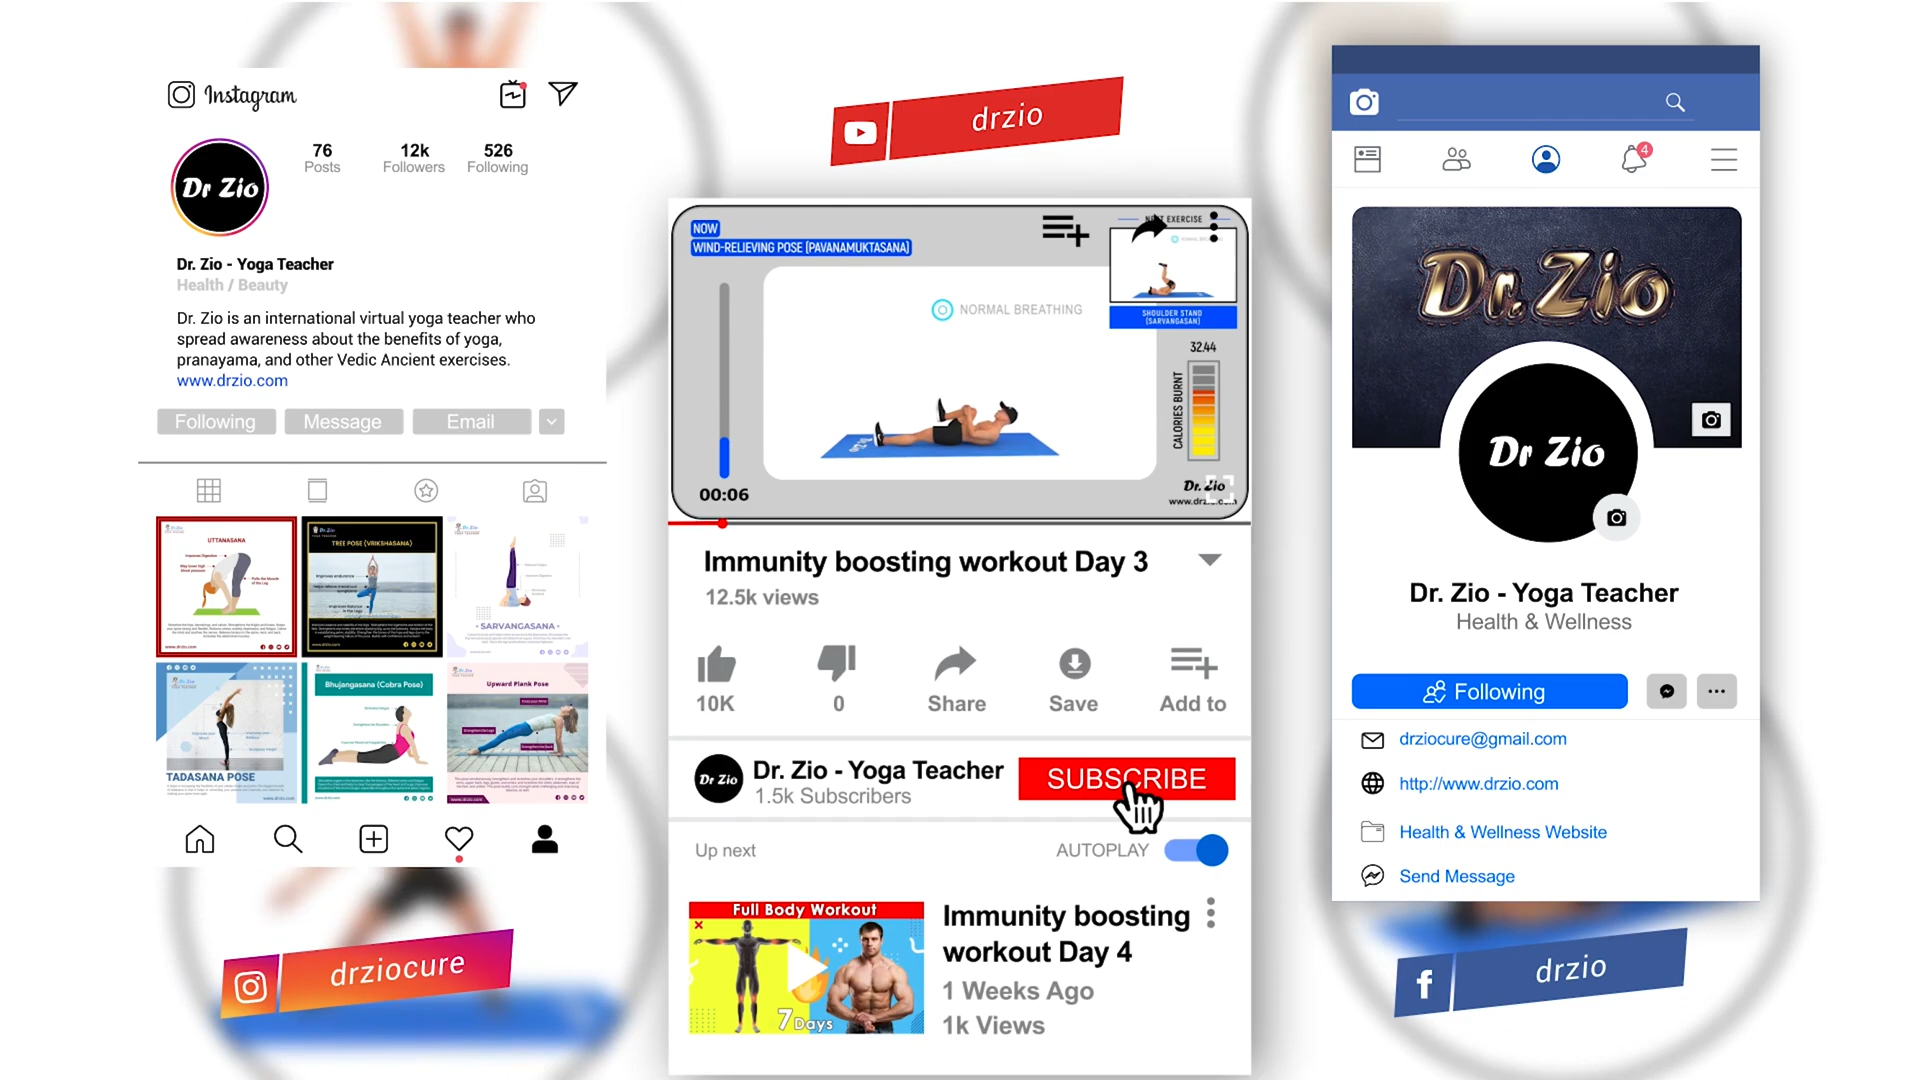 Instagram
76
Posts
12k
Followers
526
Following
Dr Zio
Dr. Zio - Yoga Teacher
Health / Beauty
Dr. Zio is an international virtual yoga teacher who
spread awareness about the benefits of yoga,
pranayama, and other Vedic Ancient exercises.
www.drzio.com
Following
Message
Email
UTTANASANA
TREE POSE (VRIKSHASANA)
- SARVANGASANA -
TADASANA POSE
Bhujangasana (Cobra Pose)
Upward Plank Pose
drziocure
drzio
NOW
WIND-RELIEVING POSE (PAVANAMUKTASANA)
NORMAL BREATHING
SHOULDER STAND
(SARVANGASAN)
32.44
CALORIES BURNT
00:06
Immunity boosting workout Day 3
12.5k views
10K
0
Share
Save
Add to
Dr Zio
Dr. Zio - Yoga Teacher
1.5k Subscribers
SUBSCRIBE
Up next
AUTOPLAY
Full Body Workout
7 Days
Immunity boosting
workout Day 4
1 Weeks Ago
1k Views
4
Dr. Zio
Dr Zio
Dr. Zio - Yoga Teacher
Health & Wellness
Following
drziocure@gmail.com
http://www.drzio.com
Health & Wellness Website
Send Message
drzio